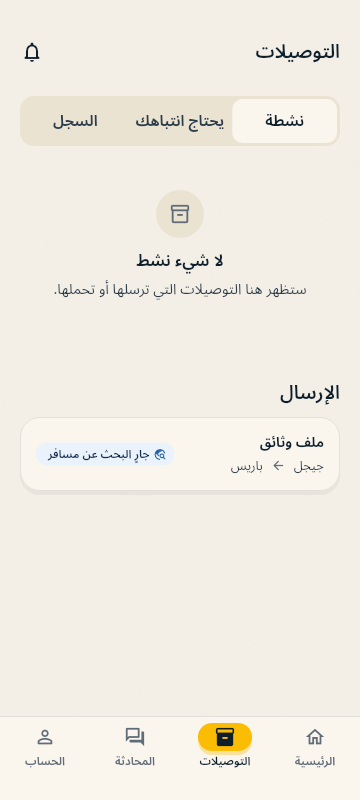 التوصيلات
نشطة
يحتاج انتباهك
السجل
لا شيء نشط
ستظهر هنا التوصيلات التي ترسلها أو تحملها.
الإرسال
ملف وثائق
جارٍ البحث عن مسافر
جيجل ← باريس
الرئيسية
التوصيلات
المحادثة
الحساب